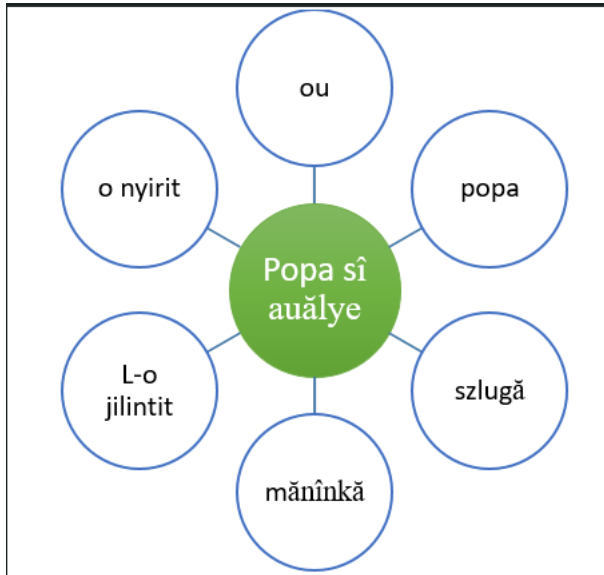 ou
o nyirit
popa
Popa sî
auălye
L-o
jilintit
szlugă
mănînkă